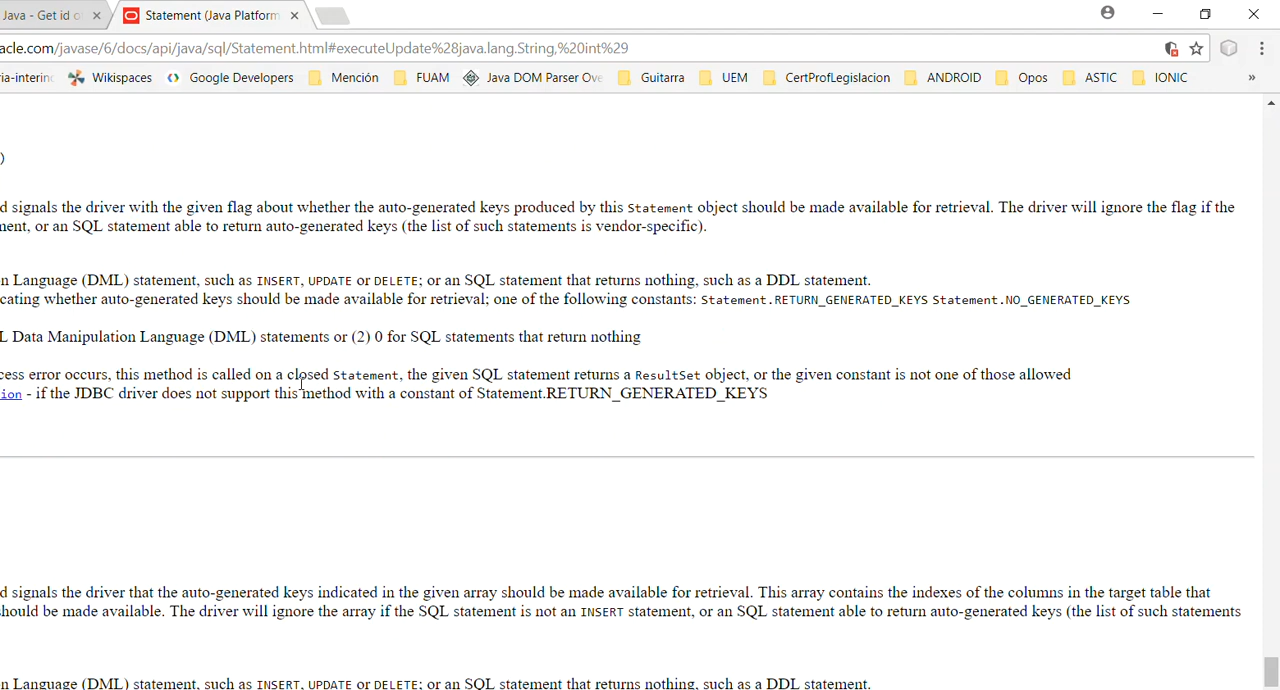 Java - Get id o
Statement (Java Platform
acle.com/javase/6/docs/api/java/sql/Statement.html#executeUpdate%28java.lang.String,%20int%29
ia-interin Wikispaces Google Developers Mención FUAM Java DOM Parser Ove Guitarra UEM CertProfLegislacion ANDROID Opos ASTIC IONIC »
)
d signals the driver with the given flag about whether the auto-generated keys produced by this Statement object should be made available for retrieval. The driver will ignore the flag if the
ment, or an SQL statement able to return auto-generated keys (the list of such statements is vendor-specific).
n Language (DML) statement, such as INSERT, UPDATE or DELETE; or an SQL statement that returns nothing, such as a DDL statement.
cating whether auto-generated keys should be made available for retrieval; one of the following constants: Statement.RETURN_GENERATED_KEYS Statement.NO_GENERATED_KEYS
L Data Manipulation Language (DML) statements or (2) 0 for SQL statements that return nothing
cess error occurs, this method is called on a closed Statement, the given SQL statement returns a ResultSet object, or the given constant is not one of those allowed
ion - if the JDBC driver does not support this method with a constant of Statement.RETURN_GENERATED_KEYS
d signals the driver that the auto-generated keys indicated in the given array should be made available for retrieval. This array contains the indexes of the columns in the target table that
should be made available. The driver will ignore the array if the SQL statement is not an INSERT statement, or an SQL statement able to return auto-generated keys (the list of such statements
n Language (DML) statement, such as INSERT, UPDATE or DELETE; or an SQL statement that returns nothing, such as a DDL statement.